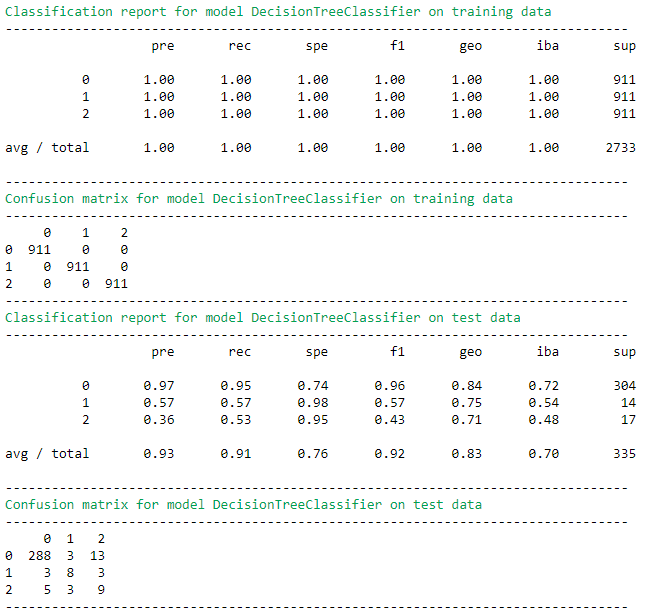 Classification report for model DecisionTreeClassifier on training data
-------------------------------------------------------------------------------
                   pre       rec       spe        f1       geo       iba       sup

          0       1.00      1.00      1.00      1.00      1.00      1.00       911
          1       1.00      1.00      1.00      1.00      1.00      1.00       911
          2       1.00      1.00      1.00      1.00      1.00      1.00       911

avg / total       1.00      1.00      1.00      1.00      1.00      1.00      2733

-------------------------------------------------------------------------------
Confusion matrix for model DecisionTreeClassifier on training data
-------------------------------------------------------------------------------
     0    1    2
0  911    0    0
1    0  911    0
2    0    0  911
-------------------------------------------------------------------------------
Classification report for model DecisionTreeClassifier on test data
-------------------------------------------------------------------------------
                   pre       rec       spe        f1       geo       iba       sup

          0       0.97      0.95      0.74      0.96      0.84      0.72       304
          1       0.57      0.57      0.98      0.57      0.75      0.54        14
          2       0.36      0.53      0.95      0.43      0.71      0.48        17

avg / total       0.93      0.91      0.76      0.92      0.83      0.70       335

-------------------------------------------------------------------------------
Confusion matrix for model DecisionTreeClassifier on test data
-------------------------------------------------------------------------------
     0  1   2
0  288  3  13
1    3  8   3
2    5  3   9
-------------------------------------------------------------------------------